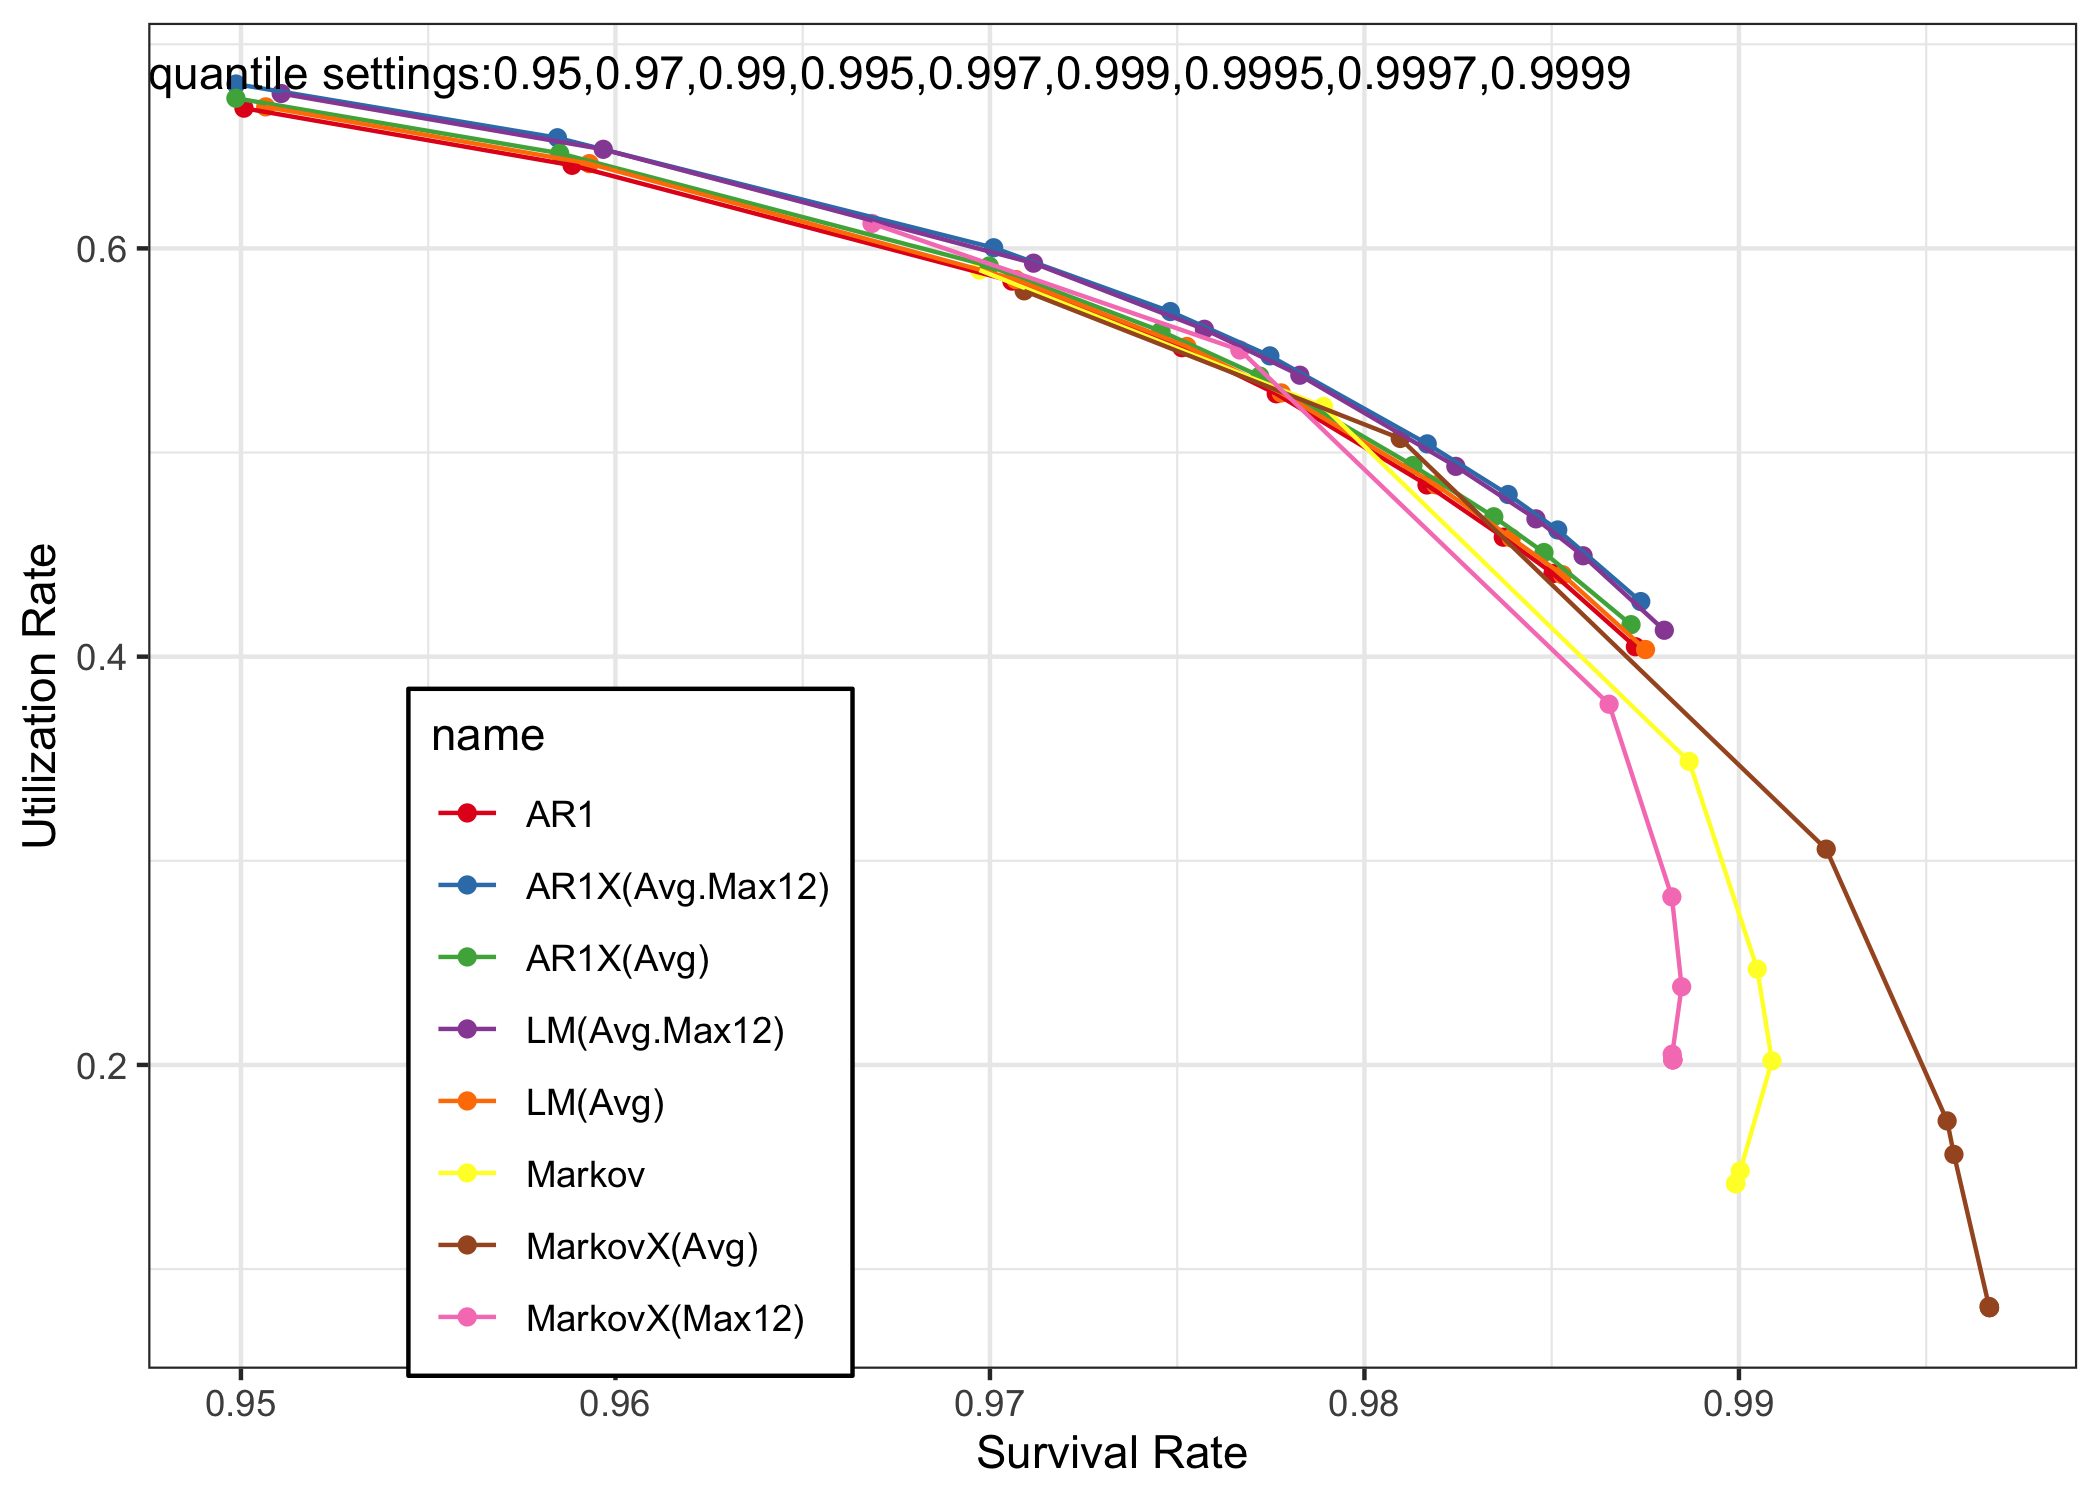 quantile settings:0.95,0.97,0.99,0.995,0.997,0.999,0.9995,0.9997,0.9999
0.6
0.4
0.2
Utilization Rate
name
AR1
AR1X(Avg.Max12)
AR1X(Avg)
LM(Avg.Max12)
LM(Avg)
Markov
MarkovX(Avg)
MarkovX(Max12)
0.95 0.96 0.97 0.98 0.99
Survival Rate